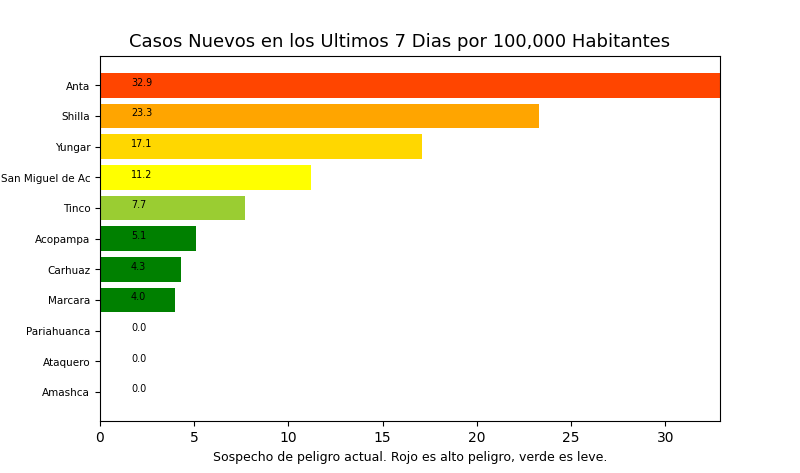 Casos Nuevos en los Ultimos 7 Dias por 100,000 Habitantes
Anta 32.9
Shilla 23.3
Yungar 17.1
San Miguel de Ac 11.2
Tinco 7.7
Acopampa 5.1
Carhuaz 4.3
Marcara 4.0
Pariahuanca 0.0
Ataquero 0.0
Amashca 0.0
0 5 10 15 20 25 30
Sospecho de peligro actual. Rojo es alto peligro, verde es leve.